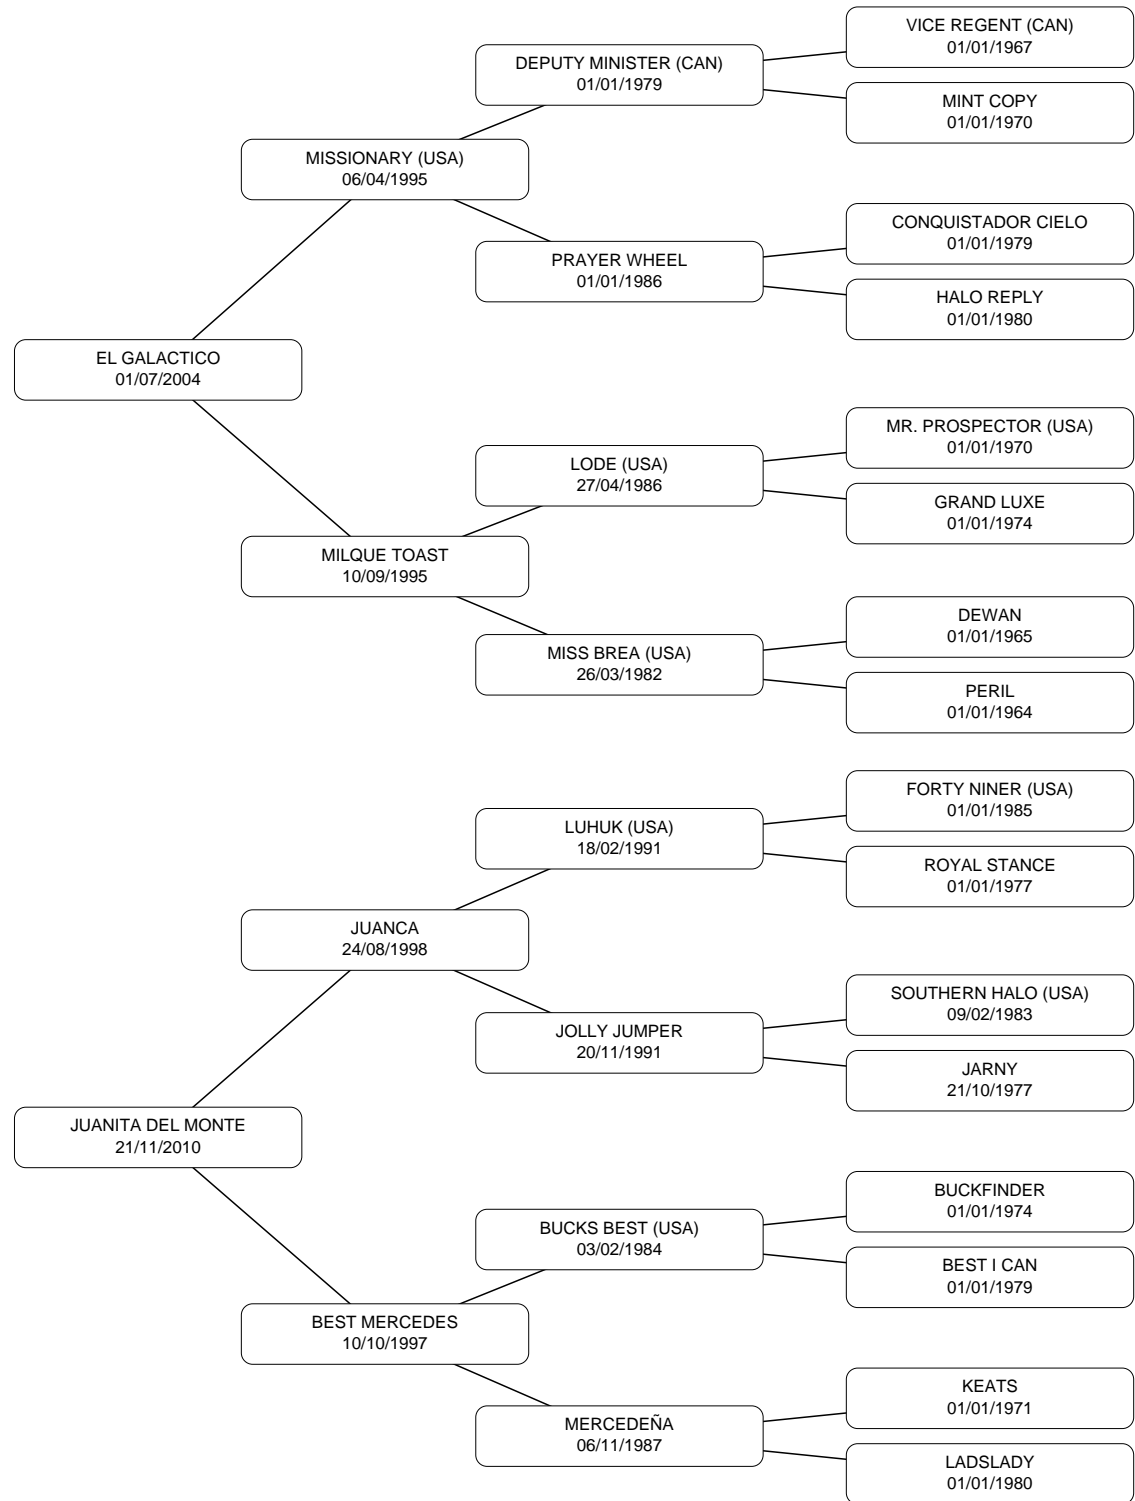 VICE REGENT (CAN)
01/01/1967
DEPUTY MINISTER (CAN)
01/01/1979
MINT COPY
01/01/1970
MISSIONARY (USA)
06/04/1995
CONQUISTADOR CIELO
01/01/1979
PRAYER WHEEL
01/01/1986
HALO REPLY
01/01/1980
EL GALACTICO
01/07/2004
MR. PROSPECTOR (USA)
01/01/1970
LODE (USA)
27/04/1986
GRAND LUXE
01/01/1974
MILQUE TOAST
10/09/1995
DEWAN
01/01/1965
MISS BREA (USA)
26/03/1982
PERIL
01/01/1964
FORTY NINER (USA)
01/01/1985
LUHUK (USA)
18/02/1991
ROYAL STANCE
01/01/1977
JUANCA
24/08/1998
SOUTHERN HALO (USA)
09/02/1983
JOLLY JUMPER
20/11/1991
JARNY
21/10/1977
JUANITA DEL MONTE
21/11/2010
BUCKFINDER
01/01/1974
BUCKS BEST (USA)
03/02/1984
BEST I CAN
01/01/1979
BEST MERCEDES
10/10/1997
KEATS
01/01/1971
MERCEDEÑA
06/11/1987
LADSLADY
01/01/1980